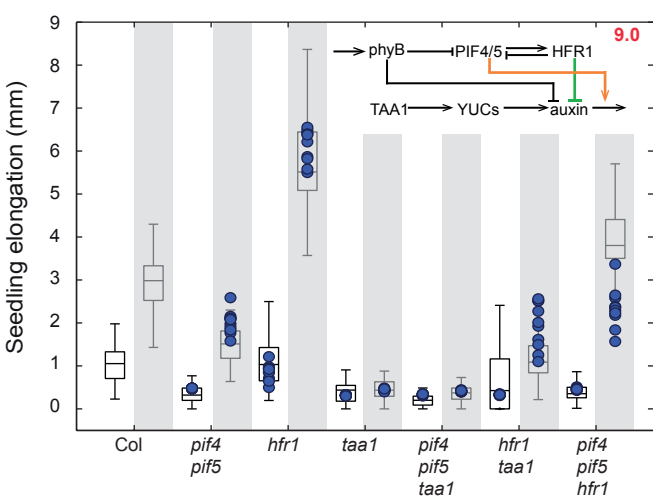 9
9.0
phyB PIF4/5 HFR1
8
7
TAA1 YUCs auxin
6
5
4
3
2
1
0
Seedling elongation (mm)
Col pif4 hfr1 taa1 pif4 hfr1 pif4
pif5 pif5 taa1 pif5
taa1 hfr1